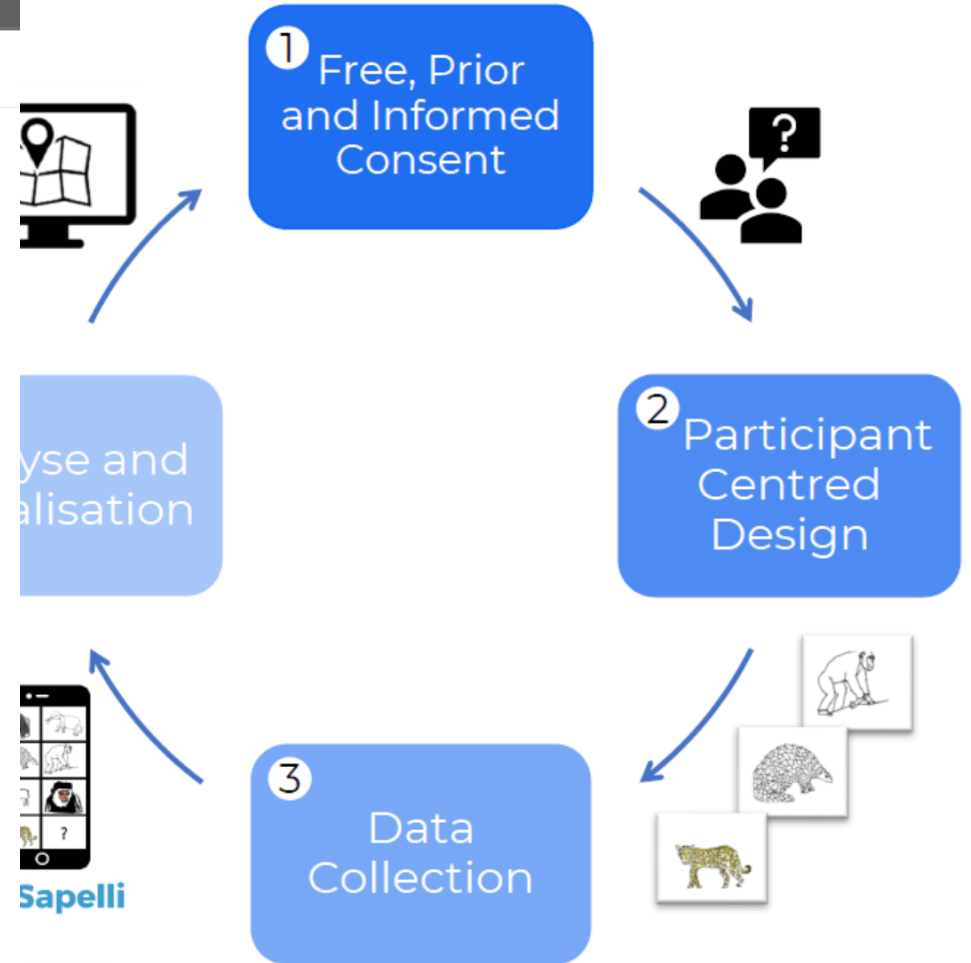 1
Free, Prior
and Informed
Consent
?
2
Participant
Centred
Design
3
Data
Collection
yse and
alisation
?
Sapelli